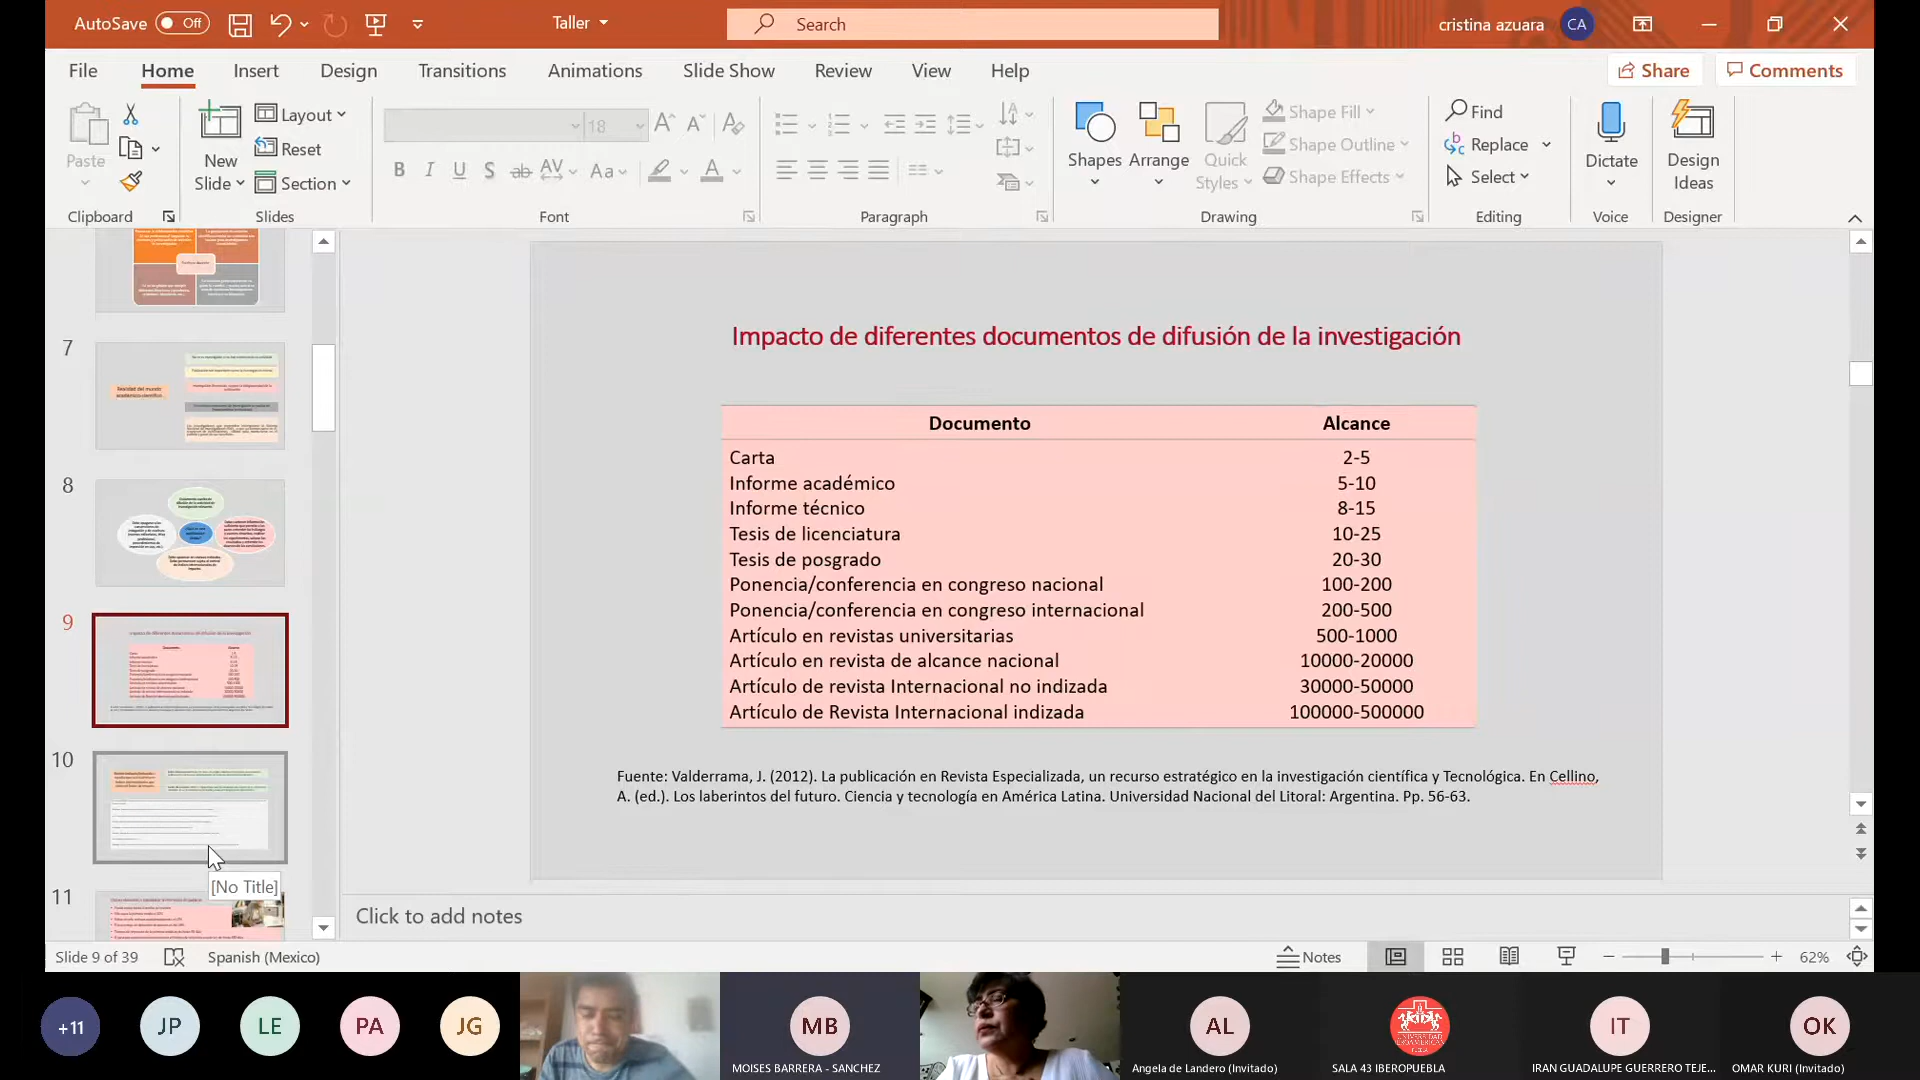 AutoSave Off Taller Search cristina azuara CA
File Home Insert Design Transitions Animations Slide Show Review View Help Share Comments
Paste
New Slide
Layout
Reset
Section
18
B I U S ab AV Aa A
Shapes Arrange Quick Styles
Shape Fill
Shape Outline
Shape Effects
Find
Replace
Select
Dictate
Design Ideas
Clipboard Slides Font Paragraph Drawing Editing Voice Designer
7
8
9
10
11
[No Title]
Impacto de diferentes documentos de difusión de la investigación
Documento Alcance
Carta 2-5
Informe académico 5-10
Informe técnico 8-15
Tesis de licenciatura 10-25
Tesis de posgrado 20-30
Ponencia/conferencia en congreso nacional 100-200
Ponencia/conferencia en congreso internacional 200-500
Artículo en revistas universitarias 500-1000
Artículo en revista de alcance nacional 10000-20000
Artículo de revista Internacional no indizada 30000-50000
Artículo de Revista Internacional indizada 100000-500000
Fuente: Valderrama, J. (2012). La publicación en Revista Especializada, un recurso estratégico en la investigación científica y Tecnológica. En Cellino,
A. (ed.). Los laberintos del futuro. Ciencia y tecnología en América Latina. Universidad Nacional del Litoral: Argentina. Pp. 56-63.
Click to add notes
Slide 9 of 39 Spanish (Mexico) Notes 62%
+11 JP LE PA JG MB AL IT OK
MOISES BARRERA - SANCHEZ Angela de Landero (Invitado) SALA 43 IBEROPUEBLA IRAN GUADALUPE GUERRERO TEJE... OMAR KURI (Invitado)